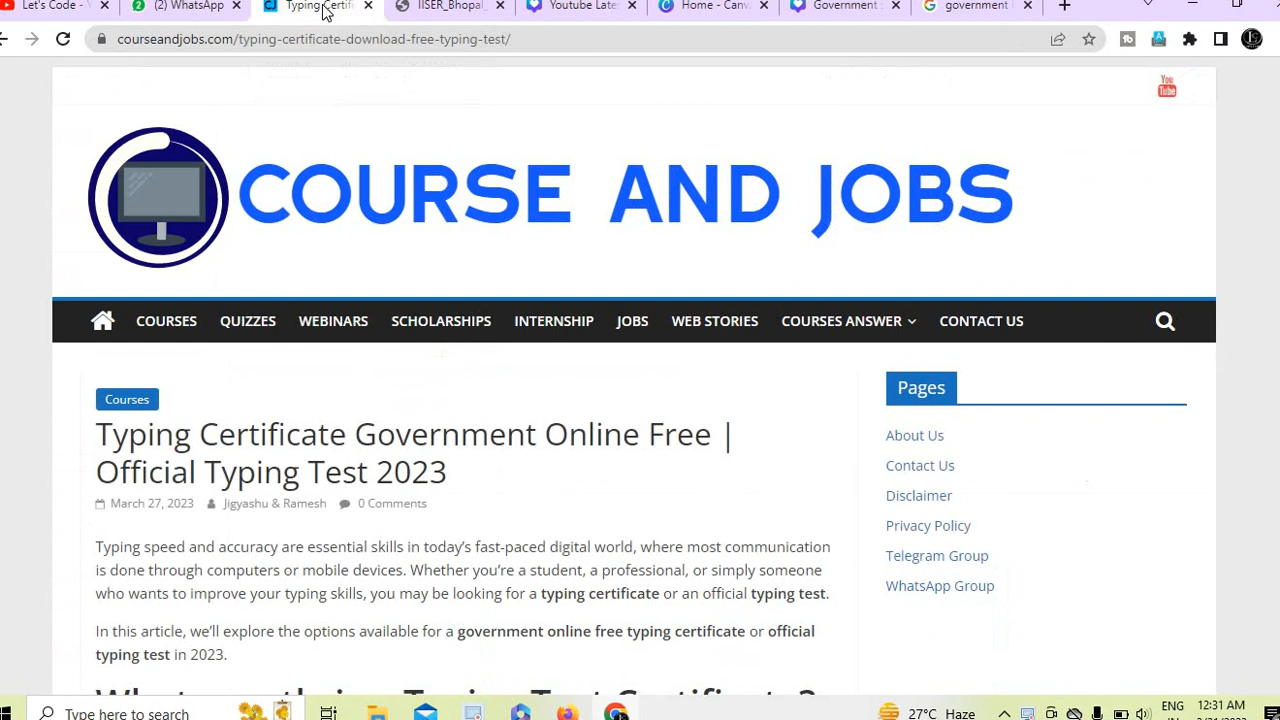 Let's Code - Y
(2) WhatsApp
Typing Certifi
IISER_Bhopal_
Youtube Late
Home - Canv
Government
government
courseandjobs.com/typing-certificate-download-free-typing-test/
You
Tube
COURSE AND JOBS
COURSES QUIZZES WEBINARS SCHOLARSHIPS INTERNSHIP JOBS WEB STORIES COURSES ANSWER CONTACT US
Courses
Typing Certificate Government Online Free |
Official Typing Test 2023
March 27, 2023 Jigyashu & Ramesh 0 Comments
Typing speed and accuracy are essential skills in today's fast-paced digital world, where most communication
is done through computers or mobile devices. Whether you're a student, a professional, or simply someone
who wants to improve your typing skills, you may be looking for a typing certificate or an official typing test.
In this article, we'll explore the options available for a government online free typing certificate or official
typing test in 2023.
Pages
About Us
Contact Us
Disclaimer
Privacy Policy
Telegram Group
WhatsApp Group
Type here to search
27°C Haze
ENG
12:31 AM